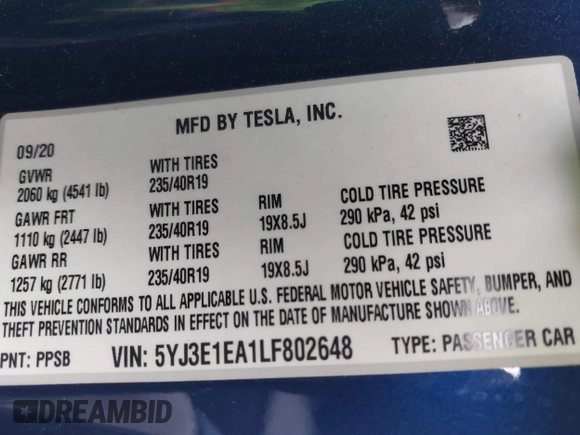 MFD BY TESLA, INC.
09/20
GVWR WITH TIRES
2060 kg (4541 lb) 235/40R19
GAWR FRT WITH TIRES RIM COLD TIRE PRESSURE
1110 kg (2447 lb) 235/40R19 19X8.5J 290 kPa, 42 psi
GAWR RR WITH TIRES RIM COLD TIRE PRESSURE
1257 kg (2771 lb) 235/40R19 19X8.5J 290 kPa, 42 psi
THIS VEHICLE CONFORMS TO ALL APPLICABLE U.S. FEDERAL MOTOR VEHICLE SAFETY, BUMPER, AND
THEFT PREVENTION STANDARDS IN EFFECT ON THE DATE OF MANUFACTURE SHOWN ABOVE.
PNT: PPSB VIN: 5YJ3E1EA1LF802648 TYPE: PASSENGER CAR
DREAMBID